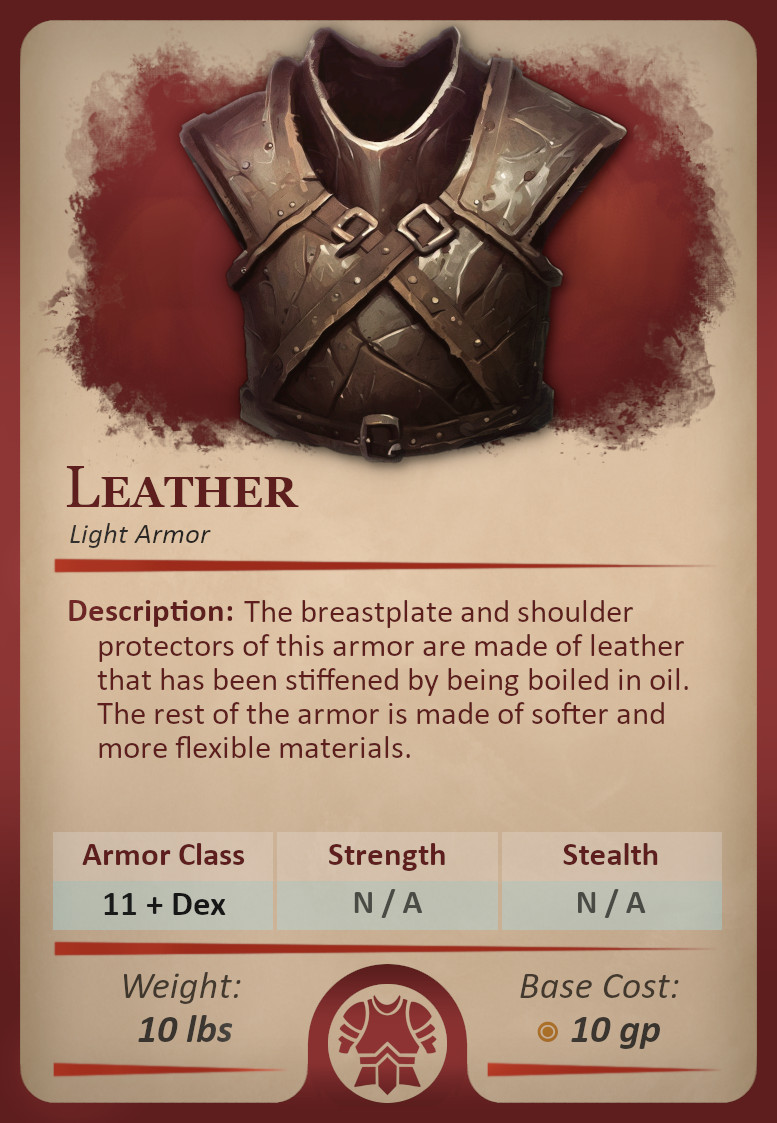 LEATHER
Light Armor
Description: The breastplate and shoulder
protectors of this armor are made of leather
that has been stiffened by being boiled in oil.
The rest of the armor is made of softer and
more flexible materials.
Armor Class Strength Stealth
11 + Dex N / A N / A
Weight: Base Cost:
10 lbs 10 gp